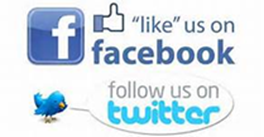 f "like" us on
facebook
follow us on
twitter